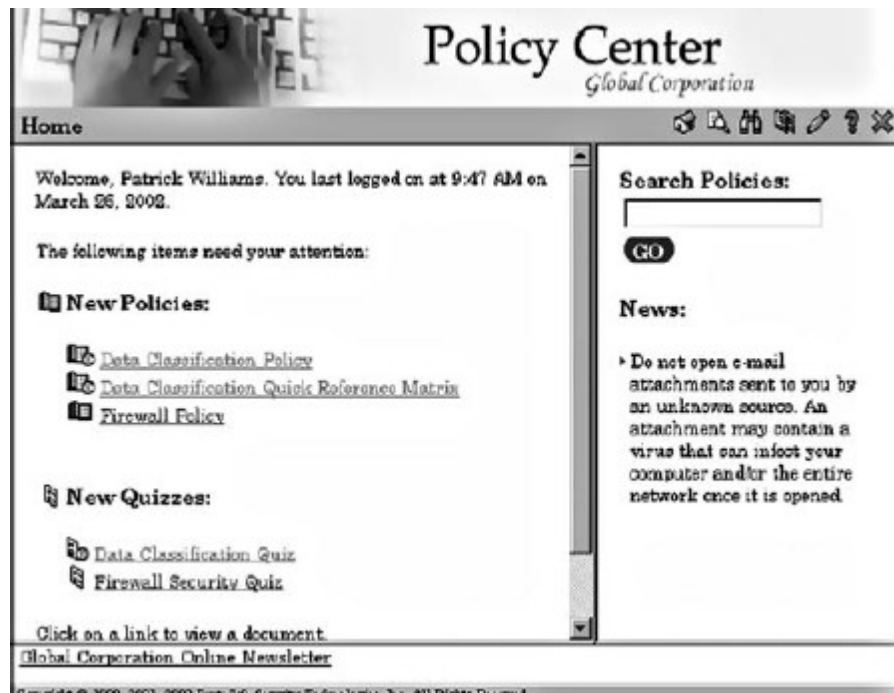 Policy Center
Global Corporation
Home
Welcome, Patrick Williams. You last logged on at 9:47 AM on
March 26, 2002.
The following items need your attention:
New Policies:
Data Classification Policy
Data Classification Quick Reference Matrix
Firewall Policy
New Quizzes:
Data Classification Quiz
Firewall Security Quiz
Click on a link to view a document.
Search Policies:
GO
News:
Do not open e-mail
attachments sent to you by
an unknown source. An
attachment may contain a
virus that can infect your
computer and/or the entire
network once it is opened
Global Corporation Online Newsletter